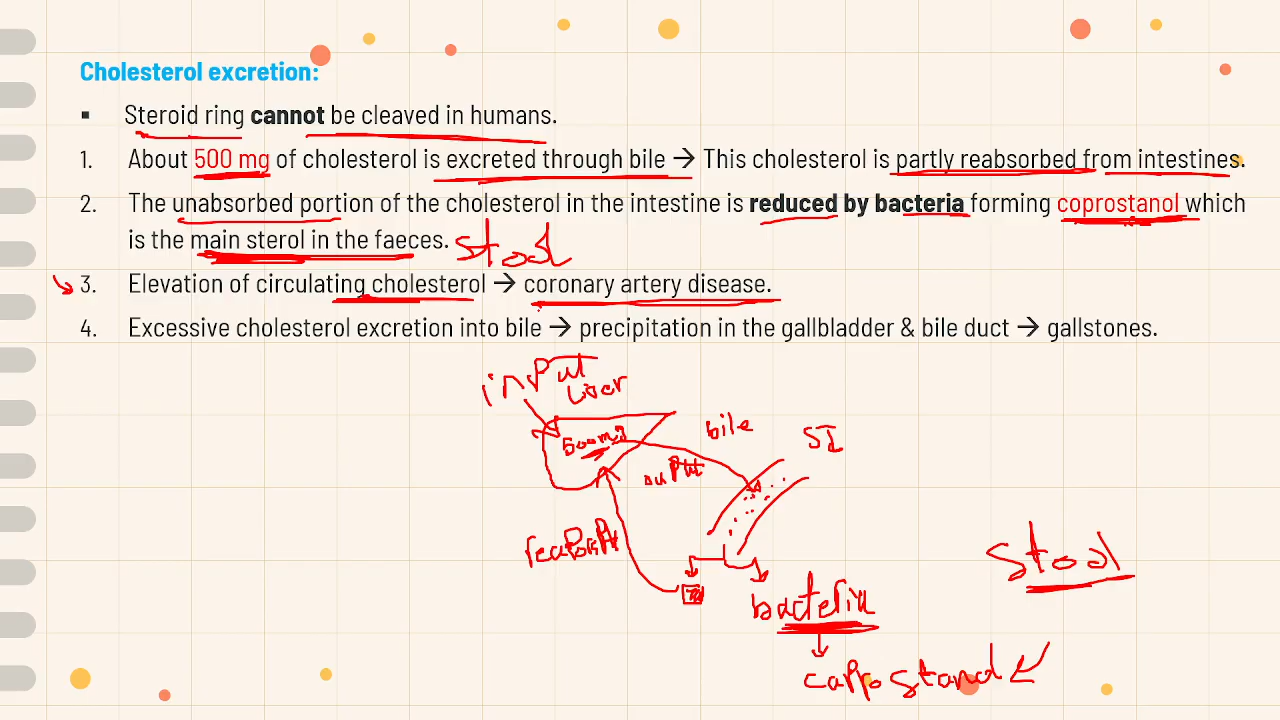 Cholesterol excretion:
▪ Steroid ring cannot be cleaved in humans.
1. About 500 mg of cholesterol is excreted through bile → This cholesterol is partly reabsorbed from intestines.
2. The unabsorbed portion of the cholesterol in the intestine is reduced by bacteria forming coprostanol which
is the main sterol in the faeces. stool
3. Elevation of circulating cholesterol → coronary artery disease.
4. Excessive cholesterol excretion into bile → precipitation in the gallbladder & bile duct → gallstones.
input
Liver
bile
SI
500mg
output
stool
bacteria